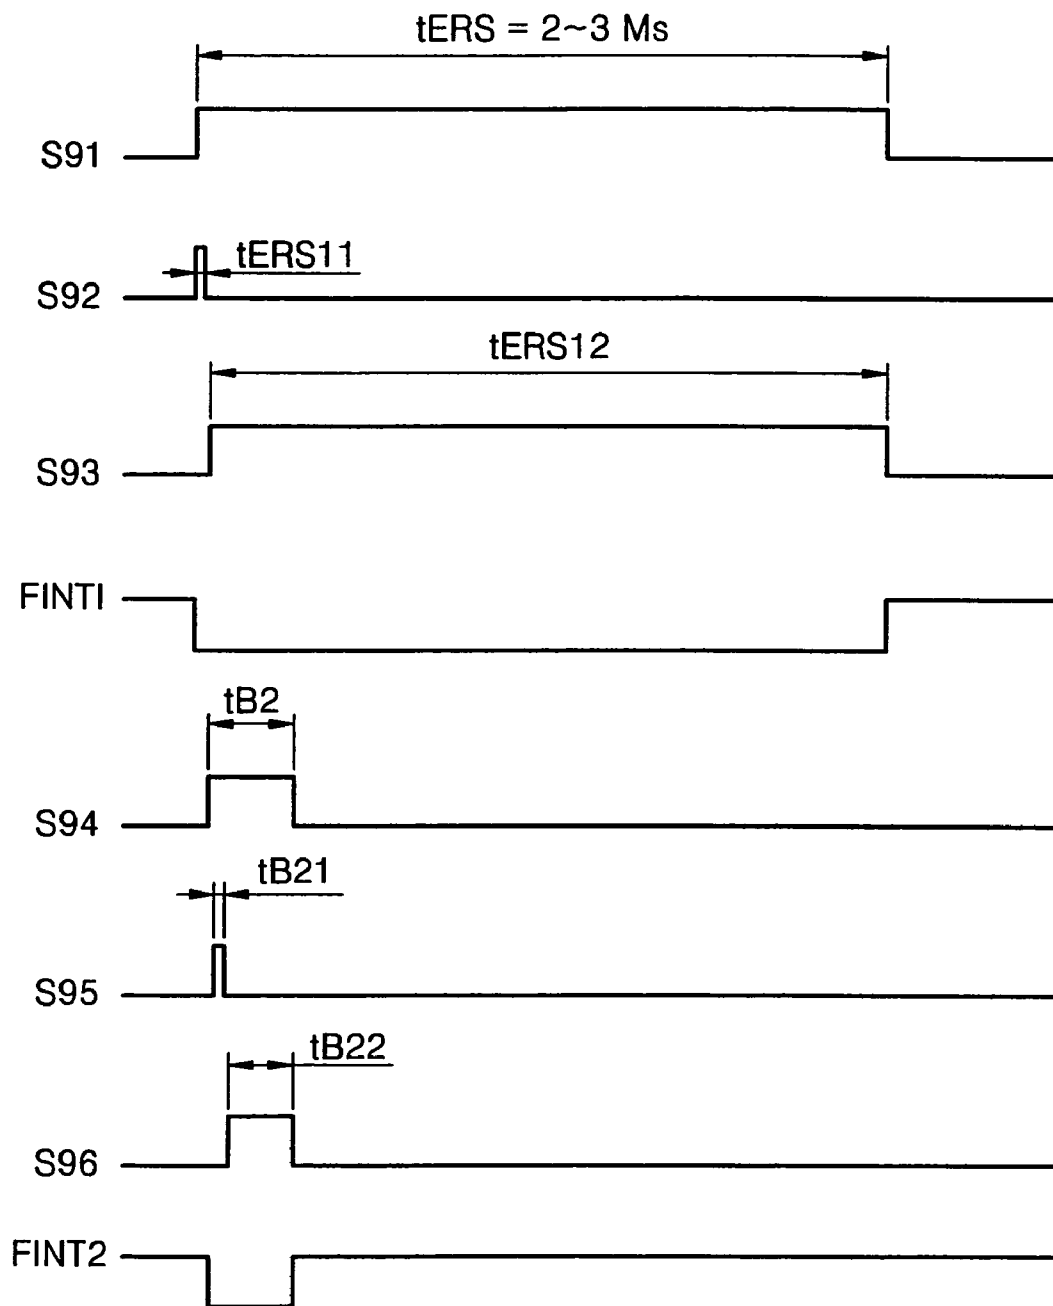 tERS = 2~3 Ms
S91
tERS11
S92
tERS12
S93
FINTI
tB2
S94
tB21
S95
tB22
S96
FINT2